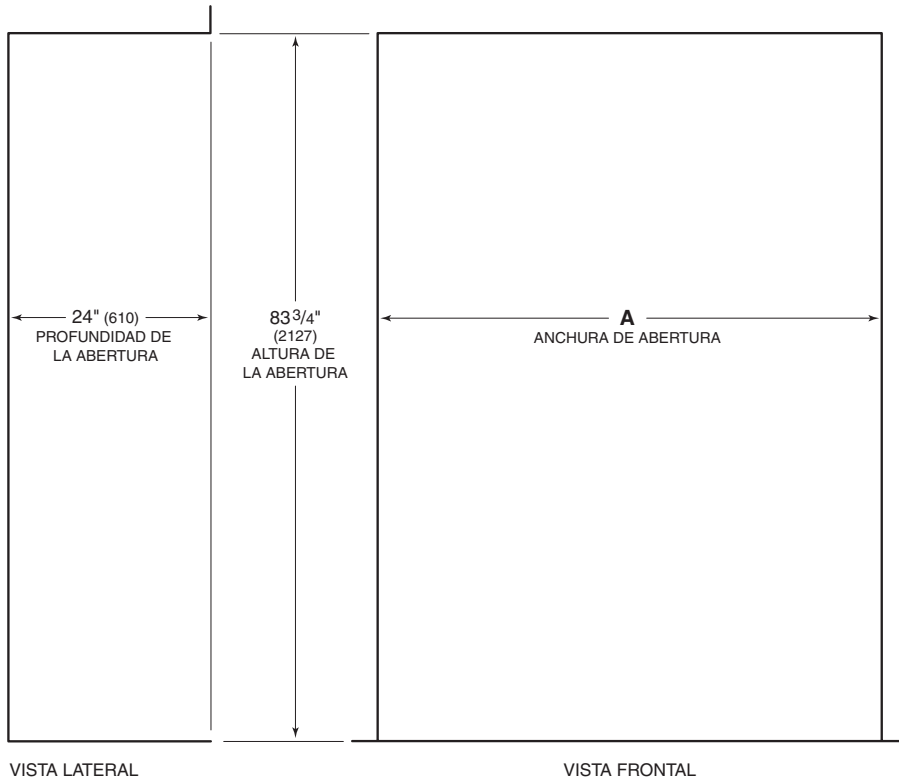 24" (610)
PROFUNDIDAD DE
LA ABERTURA
83 3/4"
(2127)
ALTURA DE
LA ABERTURA
A
ANCHURA DE ABERTURA
VISTA LATERAL
VISTA FRONTAL